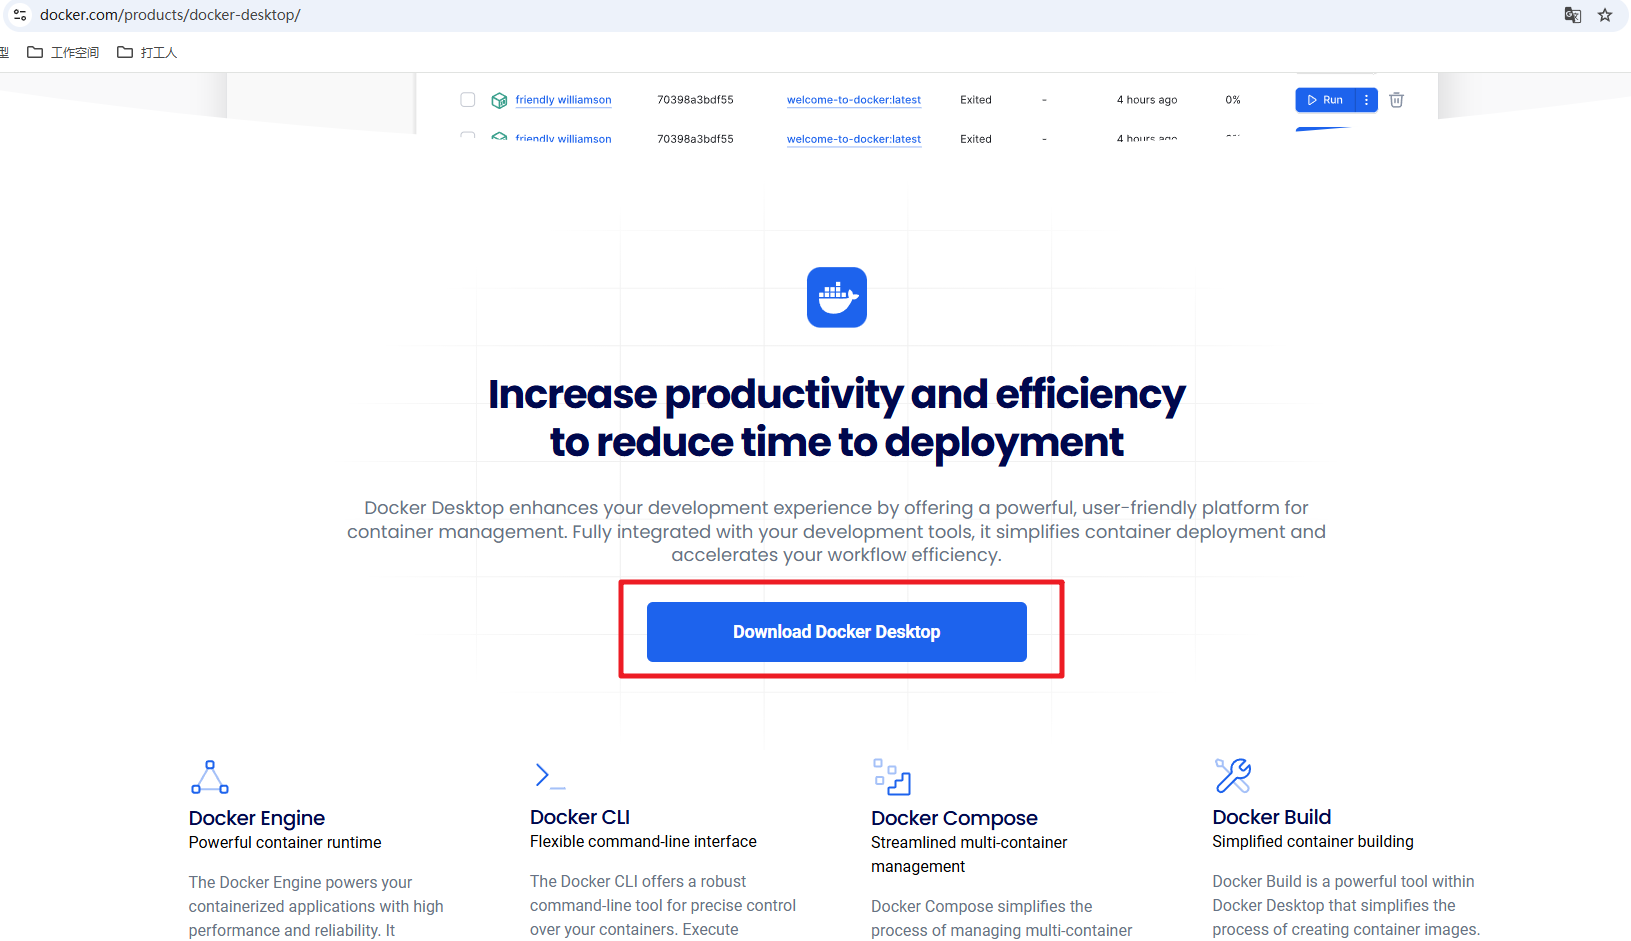 docker.com/products/docker-desktop/
型 工作空间 打工人
friendly williamson 70398a3bdf55 welcome-to-docker:latest Exited - 4 hours ago 0% Run
friendly williamson 70398a3bdf55 welcome-to-docker:latest Exited - 4 hours ago
Increase productivity and efficiency
to reduce time to deployment
Docker Desktop enhances your development experience by offering a powerful, user-friendly platform for
container management. Fully integrated with your development tools, it simplifies container deployment and
accelerates your workflow efficiency.
Download Docker Desktop
Docker Engine
Powerful container runtime
The Docker Engine powers your
containerized applications with high
performance and reliability. It
Docker CLI
Flexible command-line interface
The Docker CLI offers a robust
command-line tool for precise control
over your containers. Execute
Docker Compose
Streamlined multi-container
management
Docker Compose simplifies the
process of managing multi-container
Docker Build
Simplified container building
Docker Build is a powerful tool within
Docker Desktop that simplifies the
process of creating container images.